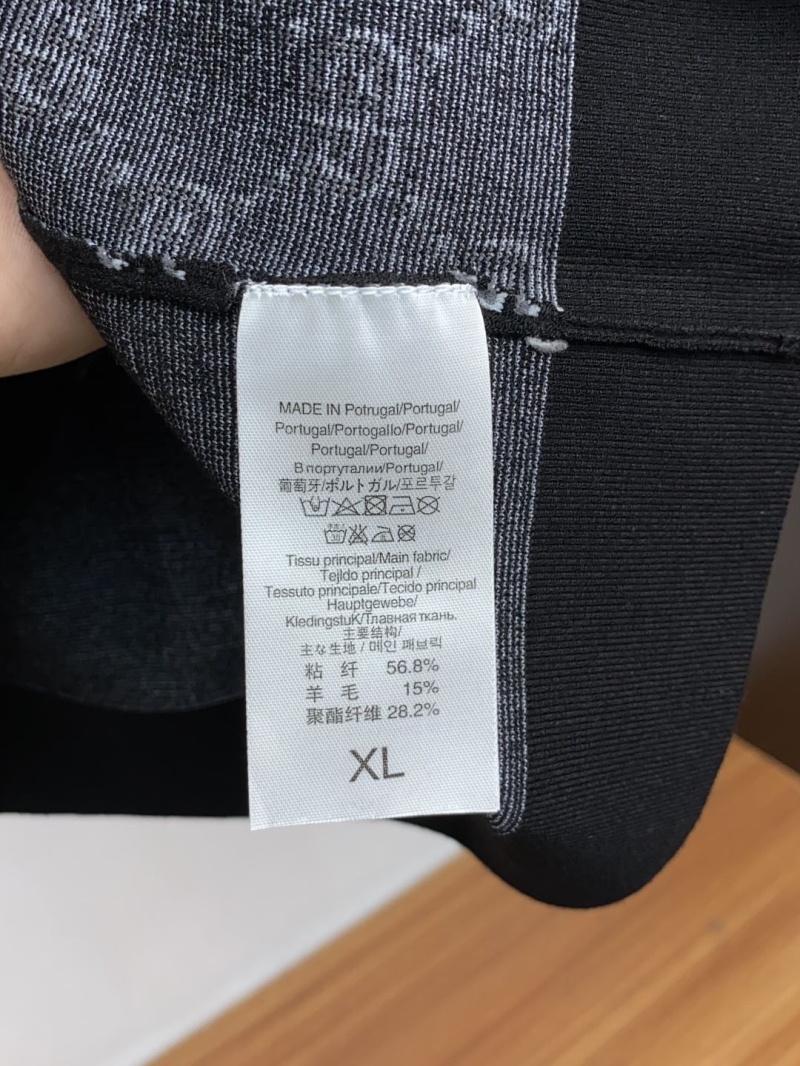 MADE IN Potrugal/Portugal/
Portugal/Portogallo/Portugal/
Portugal/Portugal/
В португалии/Portugal/
葡萄牙/ポルトガル/포르투갈
Tissu principal/Main fabric/
Tejldo principal /
Tessuto principale/Tecido principal
Hauptgewebe/
KledingstuK/Главная ткань.
主要结构/
主な生地 / 메인 패브릭
粘 纤 56.8%
羊 毛 15%
聚酯纤维 28.2%
XL